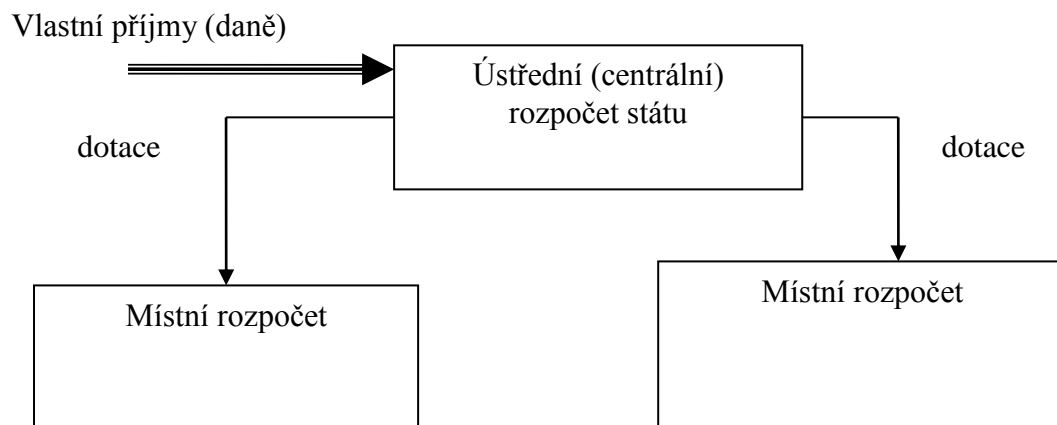 Vlastní příjmy (daně)
Ústřední (centrální)
rozpočet státu
dotace
dotace
Místní rozpočet
Místní rozpočet